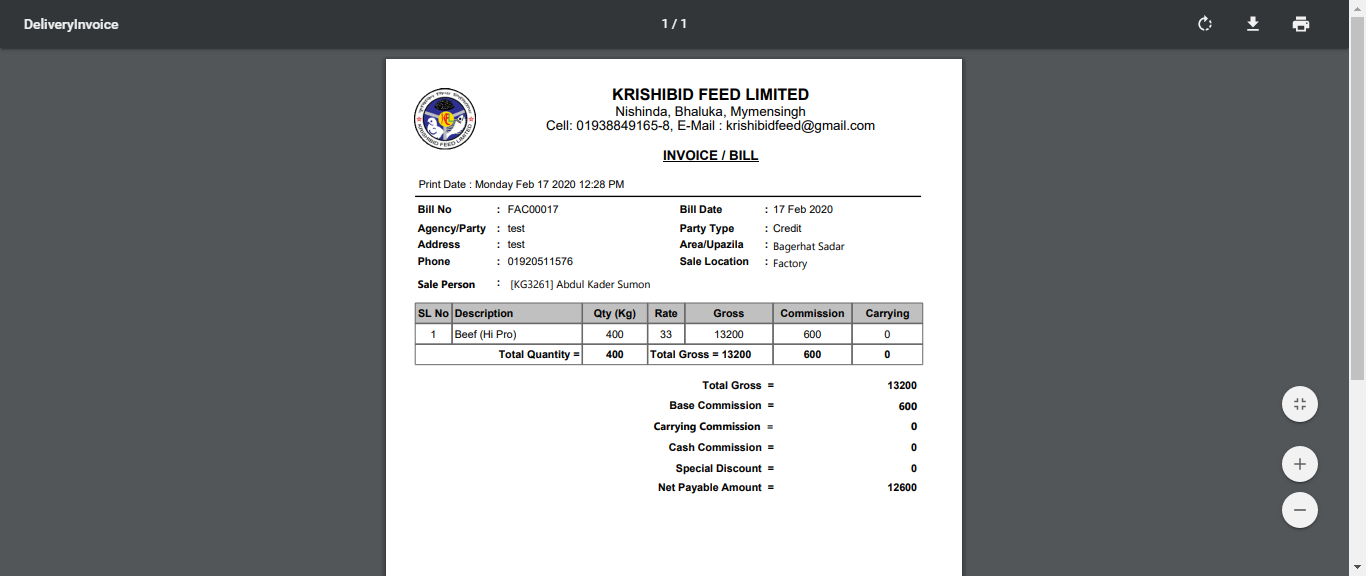 DeliveryInvoice
1 / 1
KRISHIBID FEED LIMITED
Nishinda, Bhaluka, Mymensingh
Cell: 01938849165-8, E-Mail : krishibidfeed@gmail.com
INVOICE / BILL
Print Date : Monday Feb 17 2020 12:28 PM
Bill No : FAC00017 Bill Date : 17 Feb 2020
Agency/Party : test Party Type : Credit
Address : test Area/Upazila : Bagerhat Sadar
Phone : 01920511576 Sale Location : Factory
Sale Person : [KG3261] Abdul Kader Sumon
SL No Description Qty (Kg) Rate Gross Commission Carrying
1 Beef (Hi Pro) 400 33 13200 600 0
Total Quantity = 400 Total Gross = 13200 600 0
Total Gross = 13200
Base Commission = 600
Carrying Commission = 0
Cash Commission = 0
Special Discount = 0
Net Payable Amount = 12600